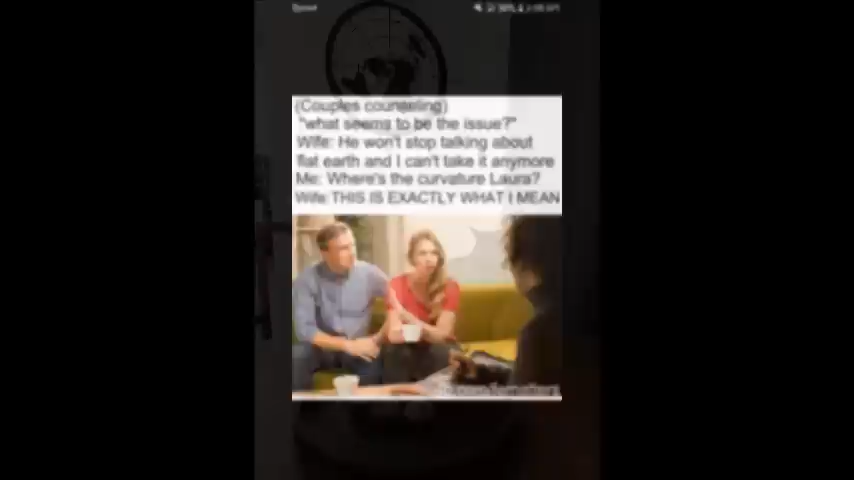 (Couples counseling)
"what seems to be the issue?"
Wife: He won't stop talking about
flat earth and I can't take it anymore
Me: Where's the curvature Laura?
Wife:THIS IS EXACTLY WHAT I MEAN